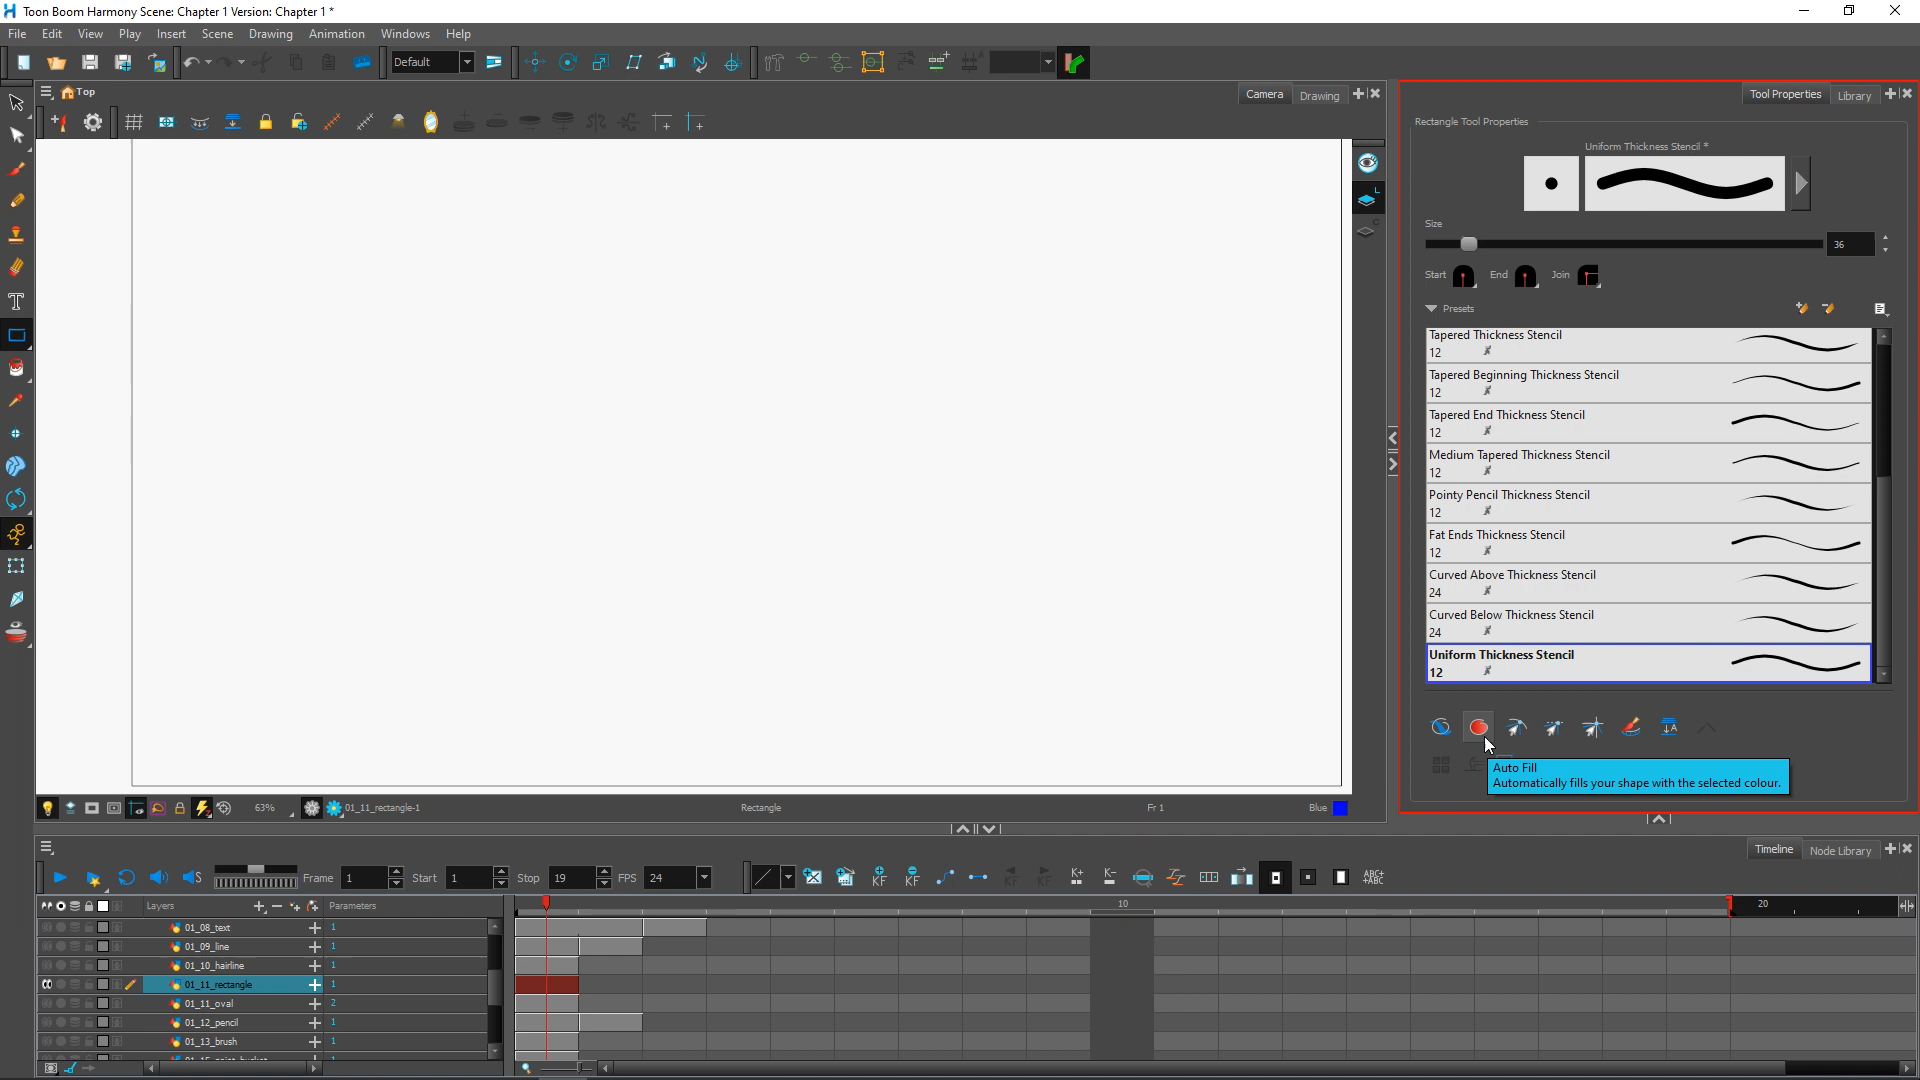 Toon Boom Harmony Scene: Chapter 1 Version: Chapter 1 *
File Edit View Play Insert Scene Drawing Animation Windows Help
Default
Top
Camera Drawing
Tool Properties Library
Rectangle Tool Properties
Uniform Thickness Stencil *
Size
36
Start End Join
Presets
Tapered Thickness Stencil
12
Tapered Beginning Thickness Stencil
12
Tapered End Thickness Stencil
12
Medium Tapered Thickness Stencil
12
Pointy Pencil Thickness Stencil
12
Fat Ends Thickness Stencil
12
Curved Above Thickness Stencil
24
Curved Below Thickness Stencil
24
Uniform Thickness Stencil
12
Auto Fill
Automatically fills your shape with the selected colour.
63% 01_11_rectangle-1 Rectangle Fr 1 Blue
Timeline Node Library
Frame 1 Start 1 Stop 19 FPS 24
Layers Parameters 10 20
01_08_text 1
01_09_line 1
01_10_hairline 1
01_11_rectangle 1
01_11_oval 2
01_12_pencil 1
01_13_brush 1